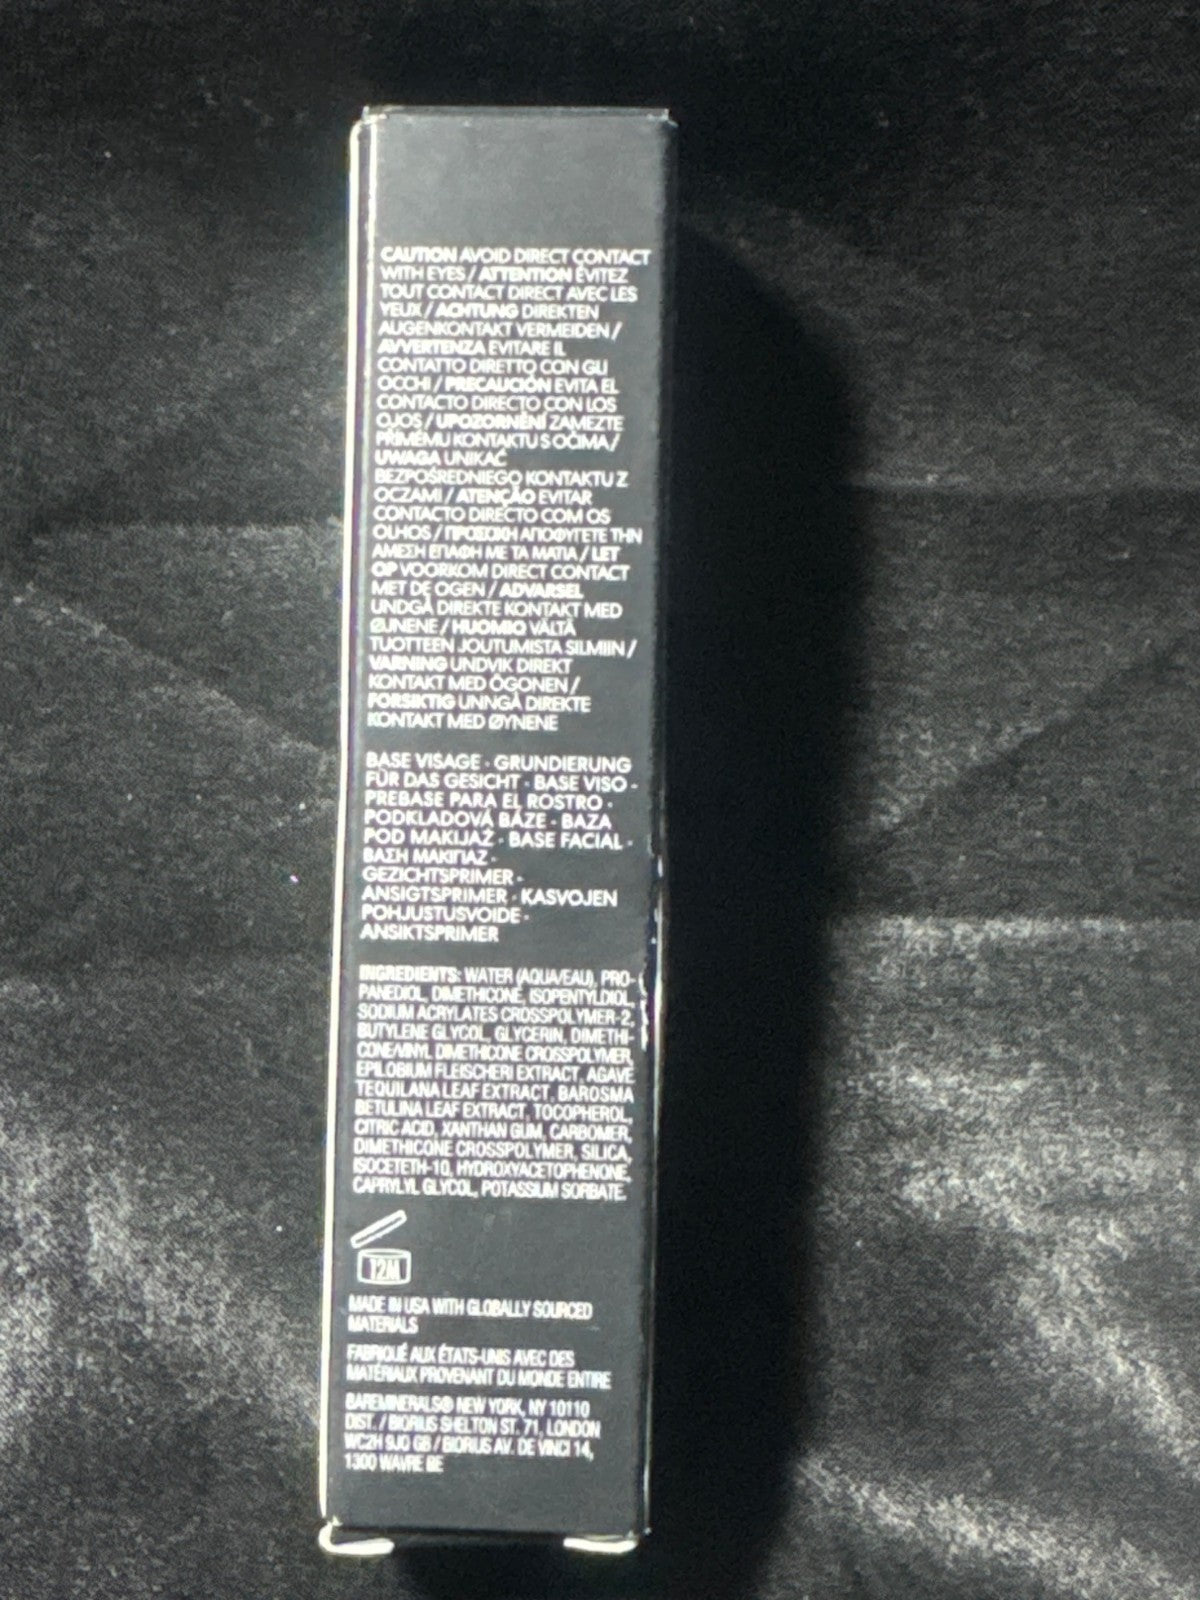 CAUTION AVOID DIRECT CONTACT
WITH EYES / ATTENTION ÉVITEZ
TOUT CONTACT DIRECT AVEC LES
YEUX / ACHTUNG DIREKTEN
AUGENKONTAKT VERMEIDEN /
AVVERTENZA EVITARE IL
CONTATTO DIRETTO CON GLI
OCCHI / PRECAUCIÓN EVITA EL
CONTACTO DIRECTO CON LOS
OJOS / UPOZORNĚNÍ ZAMEZTE
PŘÍMÉMU KONTAKTU S OČIMA /
UWAGA UNIKAĆ
BEZPOŚREDNIEGO KONTAKTU Z
OCZAMI / ATENÇÃO EVITAR
CONTACTO DIRECTO COM OS
OLHOS / ΠΡΟΣΟΧΗ ΑΠΟΦΥΓΕΤΕ ΤΗΝ
ΑΜΕΣΗ ΕΠΑΦΗ ΜΕ ΤΑ ΜΑΤΙΑ / LET
OP VOORKOM DIRECT CONTACT
MET DE OGEN / ADVARSEL
UNDGÅ DIREKTE KONTAKT MED
ØJNENE / HUOMIO VÄLTÄ
TUOTTEEN JOUTUMISTA SILMIIN /
VARNING UNDVIK DIREKT
KONTAKT MED ÖGONEN /
FORSIKTIG UNNGÅ DIREKTE
KONTAKT MED ØYNENE
BASE VISAGE • GRUNDIERUNG
FÜR DAS GESICHT • BASE VISO •
PREBASE PARA EL ROSTRO •
PODKLADOVÁ BÁZE • BAZA
POD MAKIJAŻ • BASE FACIAL •
ΒΑΣΗ ΜΑΚΙΓΙΑΖ •
GEZICHTSPRIMER •
ANSIGTSPRIMER • KASVOJEN
POHJUSTUSVOIDE •
ANSIKTSPRIMER
INGREDIENTS: WATER (AQUA/EAU), PRO-
PANEDIOL, DIMETHICONE, ISOPENTYLDIOL,
SODIUM ACRYLATES CROSSPOLYMER-2,
BUTYLENE GLYCOL, GLYCERIN, DIMETHI-
CONE/VINYL DIMETHICONE CROSSPOLYMER,
EPILOBIUM FLEISCHERI EXTRACT, AGAVE
TEQUILANA LEAF EXTRACT, BAROSMA
BETULINA LEAF EXTRACT, TOCOPHEROL,
CITRIC ACID, XANTHAN GUM, CARBOMER,
DIMETHICONE CROSSPOLYMER, SILICA,
ISOCETETH-10, HYDROXYACETOPHENONE,
CAPRYLYL GLYCOL, POTASSIUM SORBATE.
12M
MADE IN USA WITH GLOBALLY SOURCED
MATERIALS
FABRIQUÉ AUX ÉTATS-UNIS AVEC DES
MATÉRIAUX PROVENANT DU MONDE ENTIER
BAREMINERALS® NEW YORK, NY 10110
DIST. / BIORIUS SHELTON ST. 71, LONDON
WC2H 9JQ GB / BIORIUS AV. DE VINCI 14,
1300 WAVRE BE